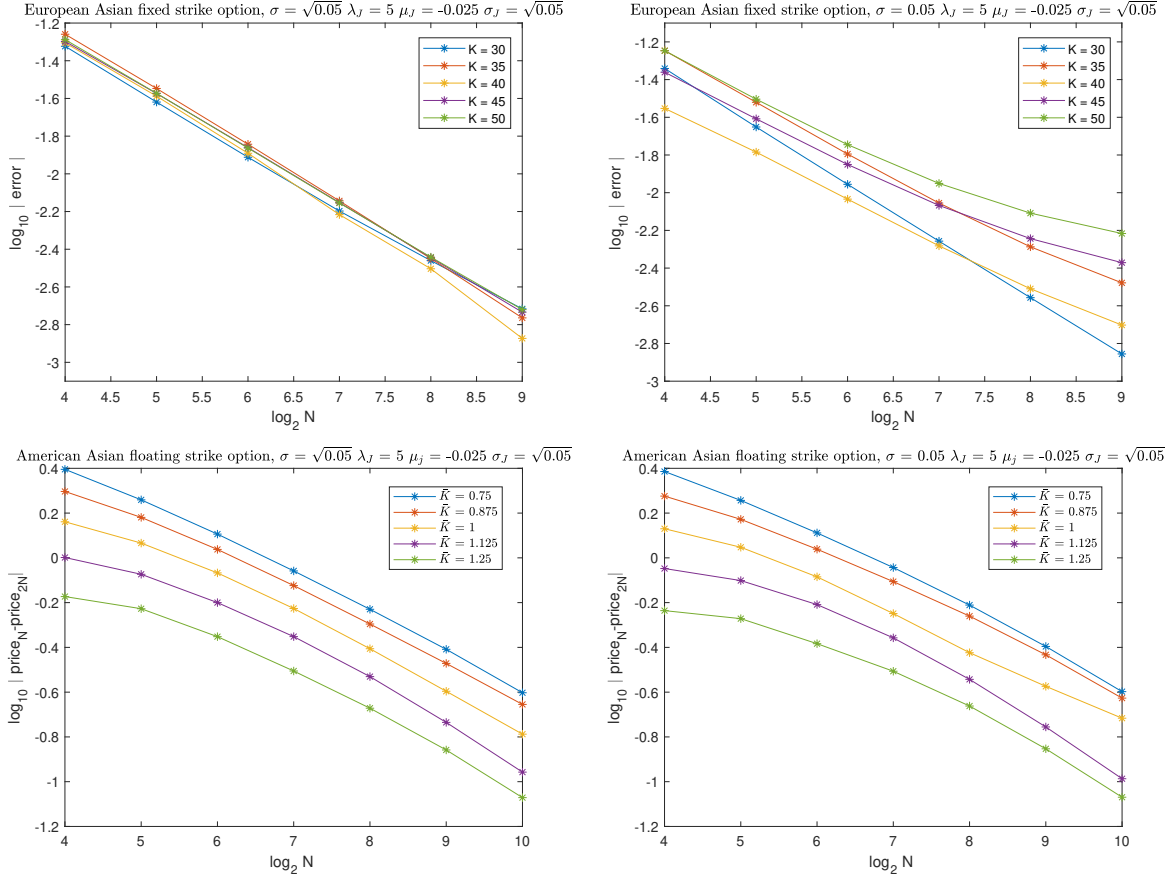 European Asian fixed strike option, σ = √0.05 λ_J = 5 μ_J = -0.025 σ_J = √0.05
-1.2
-1.4
-1.6
-1.8
-2
-2.2
-2.4
-2.6
-2.8
-3
log₁₀ | error |
K = 30
K = 35
K = 40
K = 45
K = 50
4 4.5 5 5.5 6 6.5 7 7.5 8 8.5 9
log₂ N
European Asian fixed strike option, σ = 0.05 λ_J = 5 μ_J = -0.025 σ_J = √0.05
-1.2
-1.4
-1.6
-1.8
-2
-2.2
-2.4
-2.6
-2.8
-3
log₁₀ | error |
K = 30
K = 35
K = 40
K = 45
K = 50
4 4.5 5 5.5 6 6.5 7 7.5 8 8.5 9
log₂ N
American Asian floating strike option, σ = √0.05 λ_J = 5 μ_j = -0.025 σ_J = √0.05
0.4
0.2
0
-0.2
-0.4
-0.6
-0.8
-1
-1.2
log₁₀ | price_N-price_2N|
K̄ = 0.75
K̄ = 0.875
K̄ = 1
K̄ = 1.125
K̄ = 1.25
4 5 6 7 8 9 10
log₂ N
American Asian floating strike option, σ = 0.05 λ_J = 5 μ_j = -0.025 σ_J = √0.05
0.4
0.2
0
-0.2
-0.4
-0.6
-0.8
-1
-1.2
log₁₀ | price_N-price_2N|
K̄ = 0.75
K̄ = 0.875
K̄ = 1
K̄ = 1.125
K̄ = 1.25
4 5 6 7 8 9 10
log₂ N